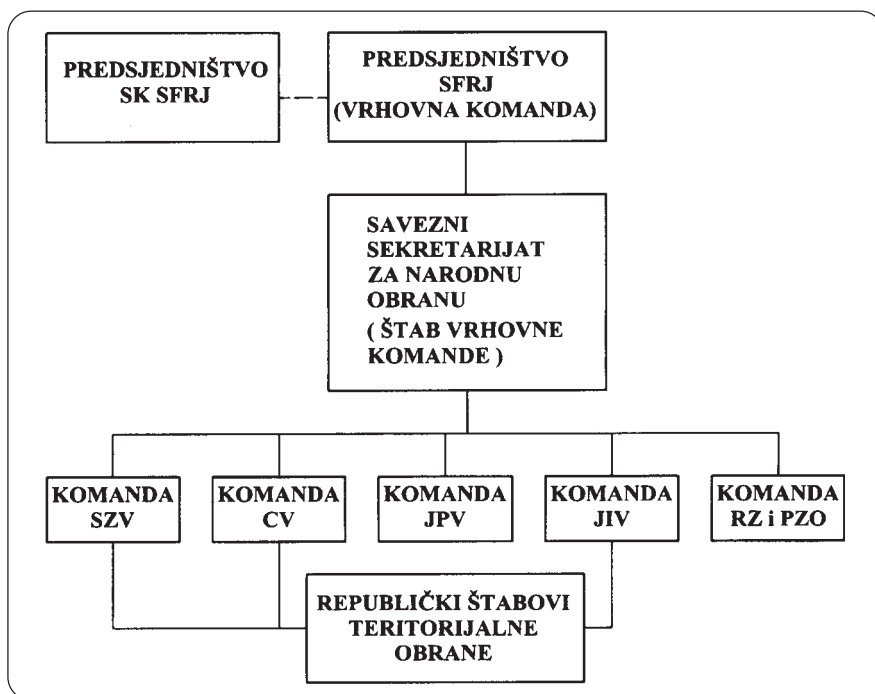 PREDSJEDNIŠTVO
SK SFRJ
PREDSJEDNIŠTVO
SFRJ
(VRHOVNA KOMANDA)
SAVEZNI
SEKRETARIJAT
ZA NARODNU
OBRANU
( ŠTAB VRHOVNE
KOMANDE )
KOMANDA
SZV
KOMANDA
CV
KOMANDA
JPV
KOMANDA
JIV
KOMANDA
RZ i PZO
REPUBLIČKI ŠTABOVI
TERITORIJALNE
OBRANE